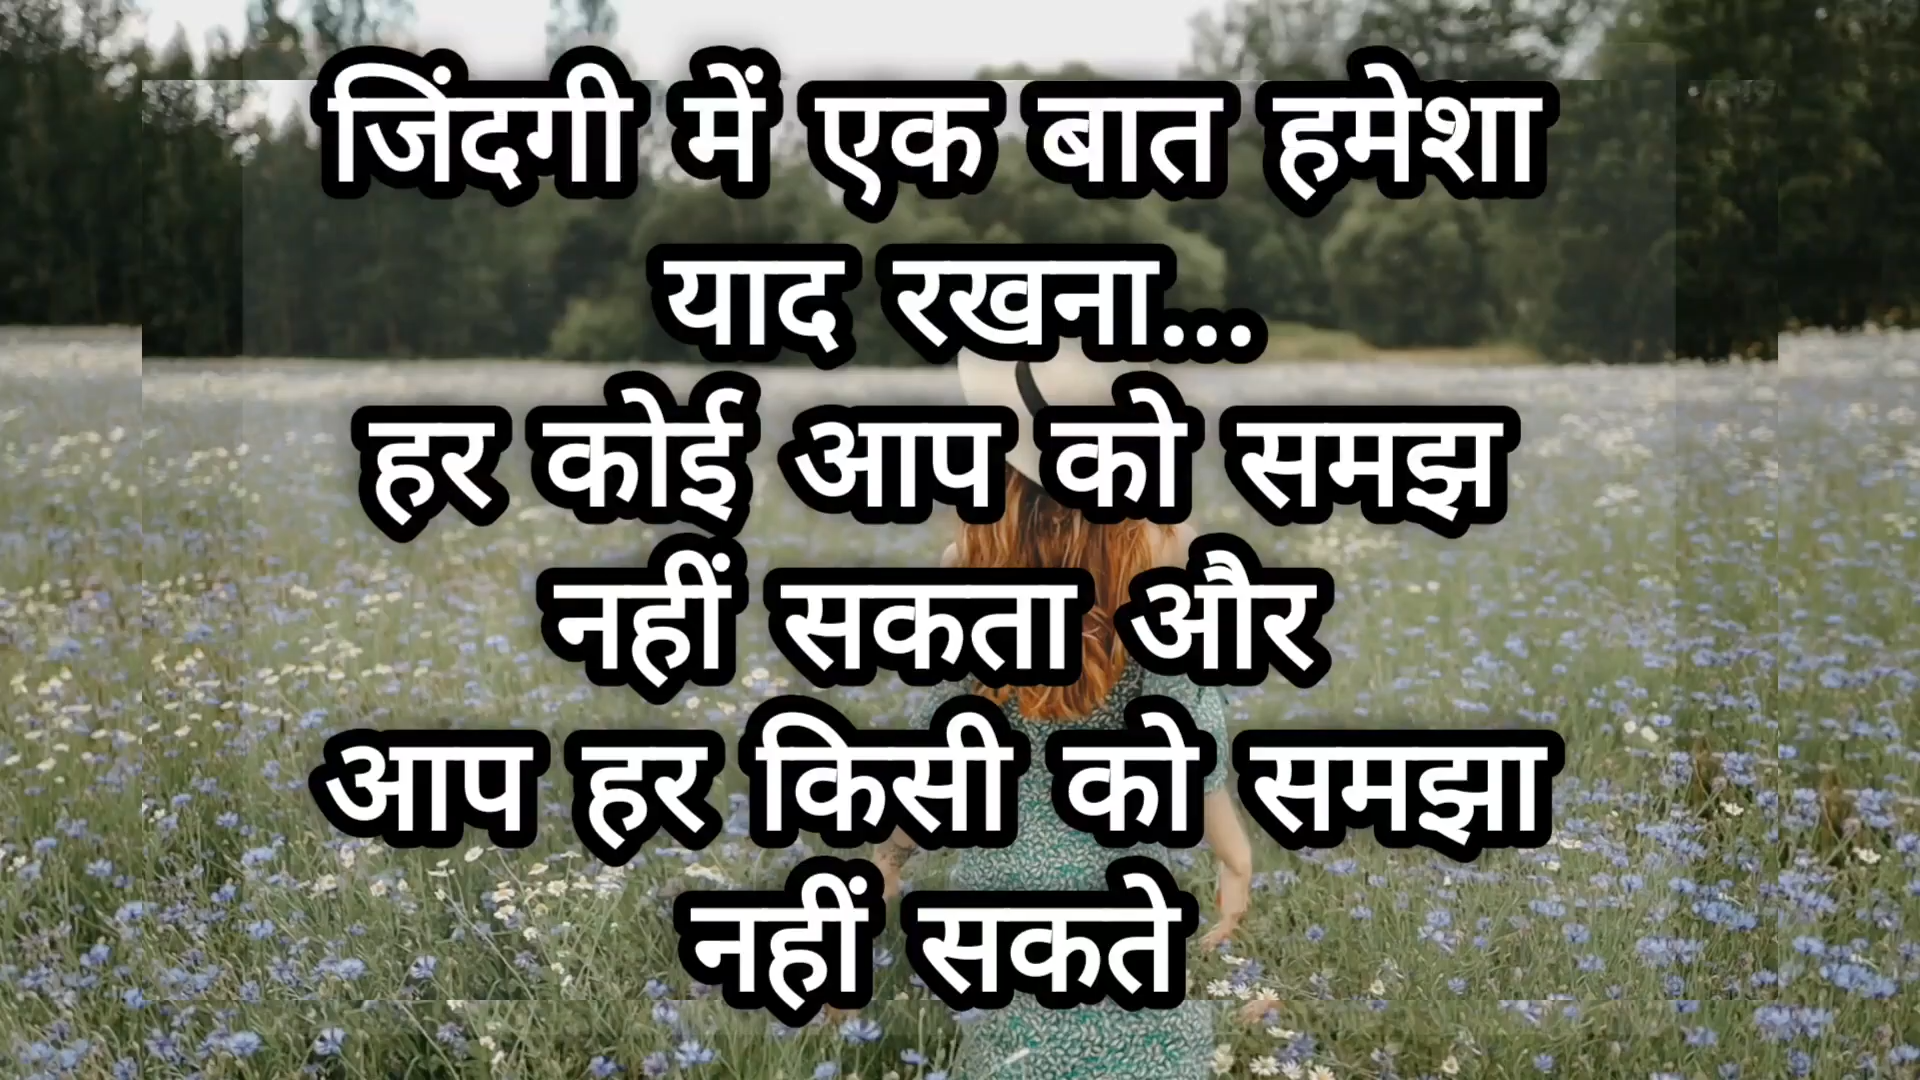 जिंदगी में एक बात हमेशा
याद रखना...
हर कोई आप को समझ
नहीं सकता और
आप हर किसी को समझा
नहीं सकते